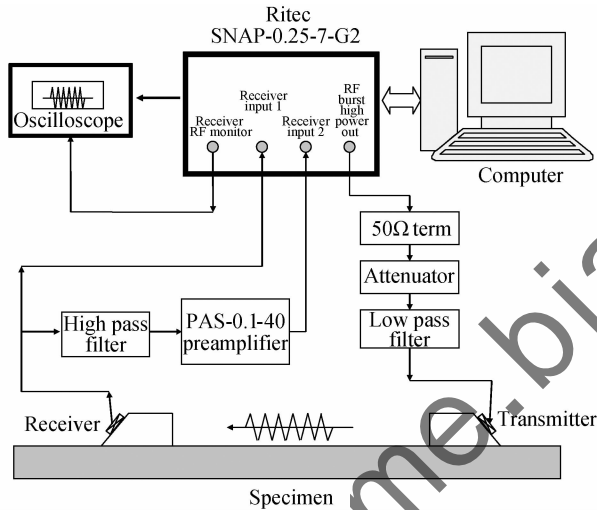 Ritec
SNAP-0.25-7-G2
Oscilloscope
Receiver
RF monitor
Receiver
input 1
Receiver
input 2
RF
burst
high
power
out
Computer
50Ω term
Attenuator
Low pass
filter
High pass
filter
PAS-0.1-40
preamplifier
Receiver
Transmitter
Specimen
me.bia